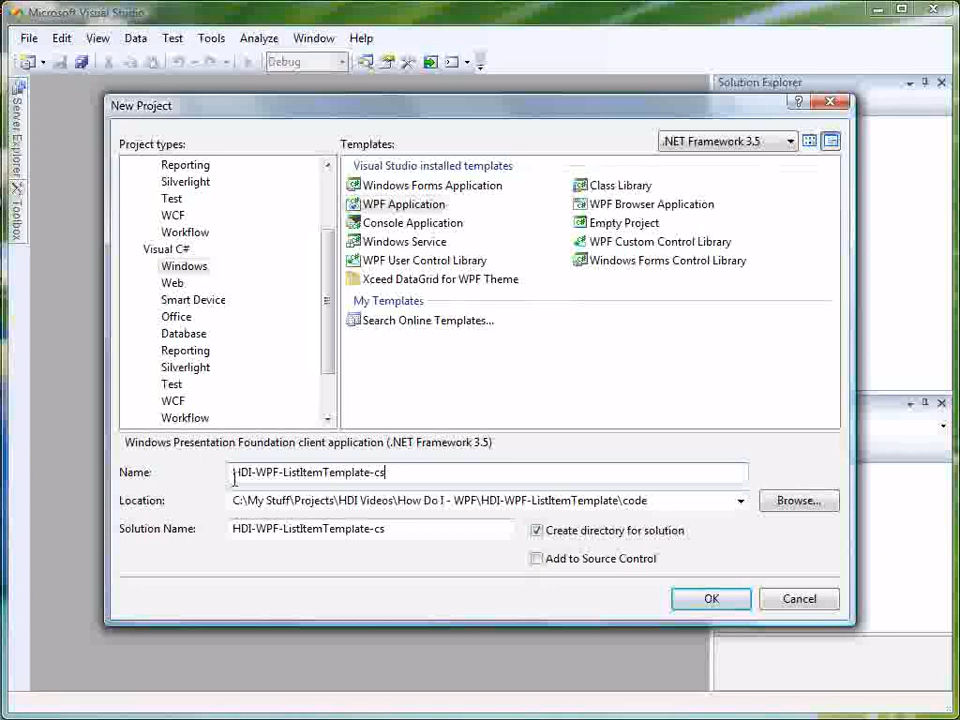 Microsoft Visual Studio
File Edit View Data Test Tools Analyze Window Help
Debug
Server Explorer
Toolbox
Solution Explorer
New Project
Project types:
Templates:
.NET Framework 3.5
Reporting
Silverlight
Test
WCF
Workflow
Visual C#
Windows
Web
Smart Device
Office
Database
Reporting
Silverlight
Test
WCF
Workflow
Visual Studio installed templates
Windows Forms Application
Class Library
WPF Application
WPF Browser Application
Console Application
Empty Project
Windows Service
WPF Custom Control Library
WPF User Control Library
Windows Forms Control Library
Xceed DataGrid for WPF Theme
My Templates
Search Online Templates...
Windows Presentation Foundation client application (.NET Framework 3.5)
Name: HDI-WPF-ListItemTemplate-cs
Location: C:\My Stuff\Projects\HDI Videos\How Do I - WPF\HDI-WPF-ListItemTemplate\code Browse...
Solution Name: HDI-WPF-ListItemTemplate-cs Create directory for solution
Add to Source Control
OK Cancel